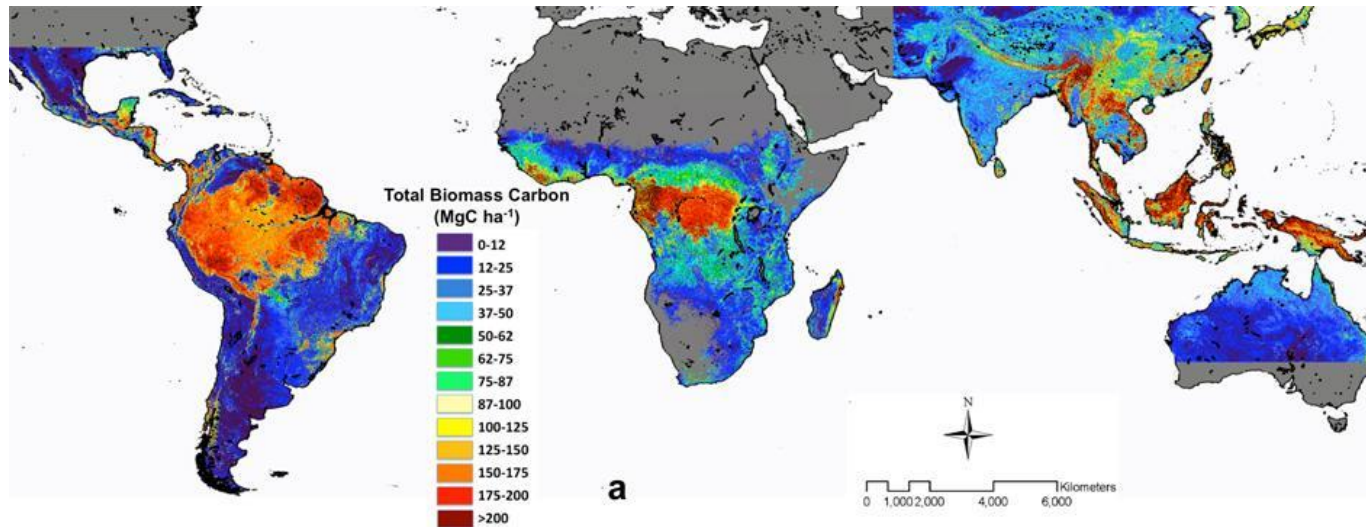 Total Biomass Carbon
(MgC ha⁻¹)
0-12
12-25
25-37
37-50
50-62
62-75
75-87
87-100
100-125
125-150
150-175
175-200
>200
a
N
Kilometers
0 1,000 2,000 4,000 6,000